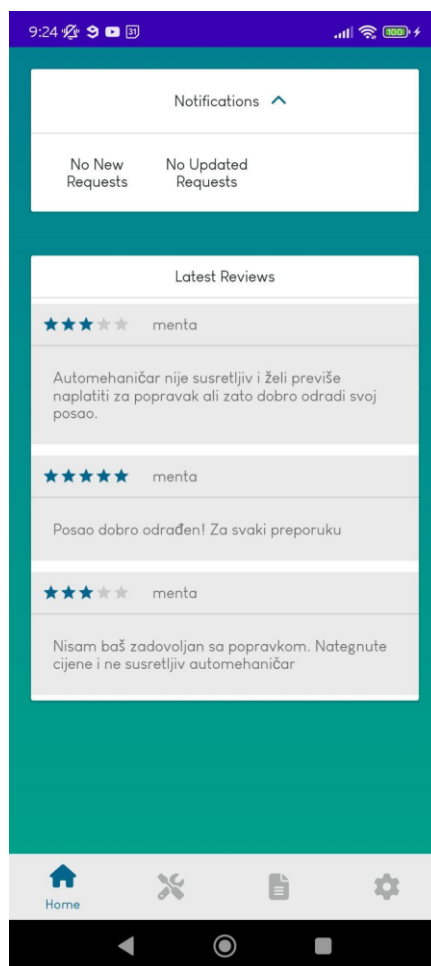 9:24
31
100
Notifications
No New
Requests
No Updated
Requests
Latest Reviews
menta
Automehaničar nije susretljiv i želi previše
naplatiti za popravak ali zato dobro odradi svoj
posao.
menta
Posao dobro odrađen! Za svaki preporuku
menta
Nisam baš zadovoljan sa popravkom. Nategnute
cijene i ne susretljiv automehaničar
Home